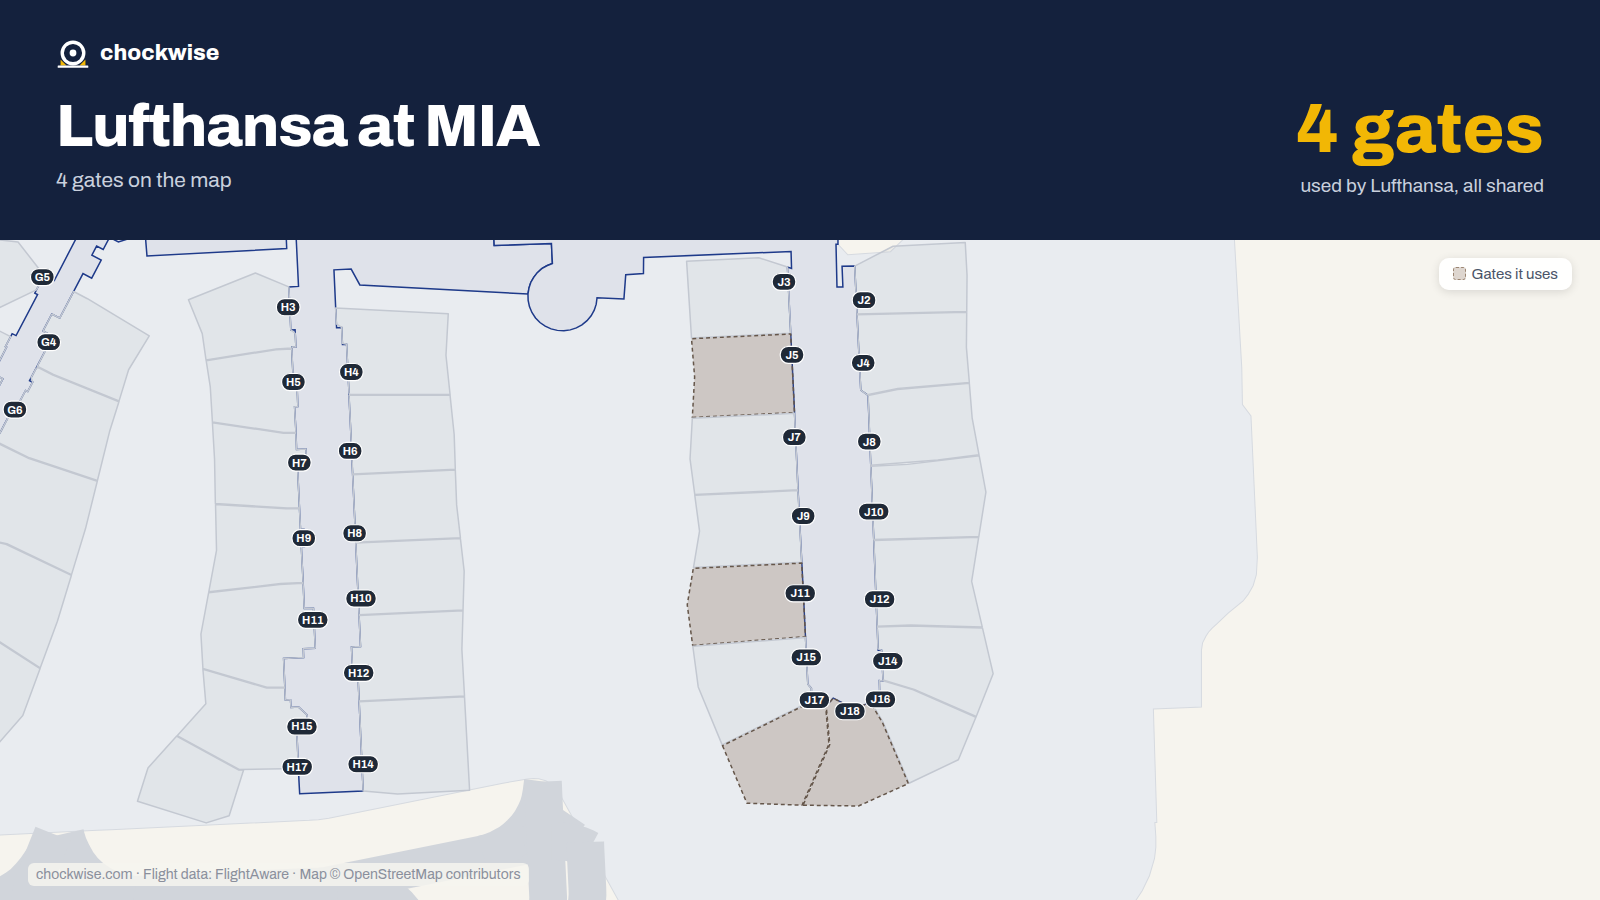 chockwise
Lufthansa at MIA
4 gates on the map
4 gates
used by Lufthansa, all shared
Gates it uses
G5
G4
G6
H3
H5
H7
H9
H11
H15
H17
H4
H6
H8
H10
H12
H14
J3
J5
J7
J9
J11
J15
J17
J18
J16
J2
J4
J8
J10
J12
J14
chockwise.com · Flight data: FlightAware · Map © OpenStreetMap contributors